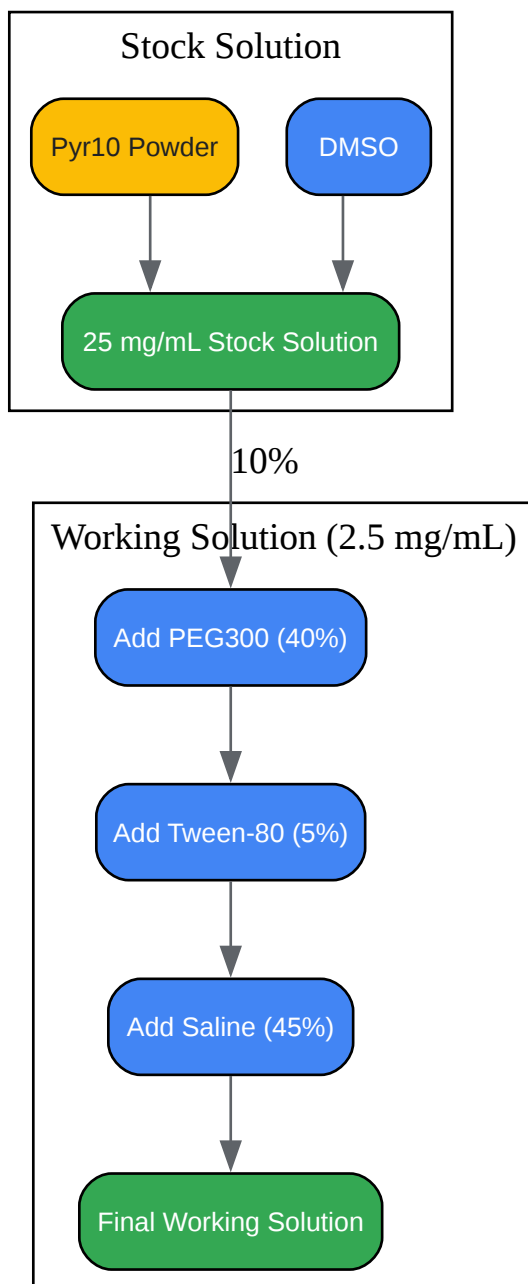 Stock Solution
Pyr10 Powder
DMSO
25 mg/mL Stock Solution
10%
Working Solution (2.5 mg/mL)
Add PEG300 (40%)
Add Tween-80 (5%)
Add Saline (45%)
Final Working Solution